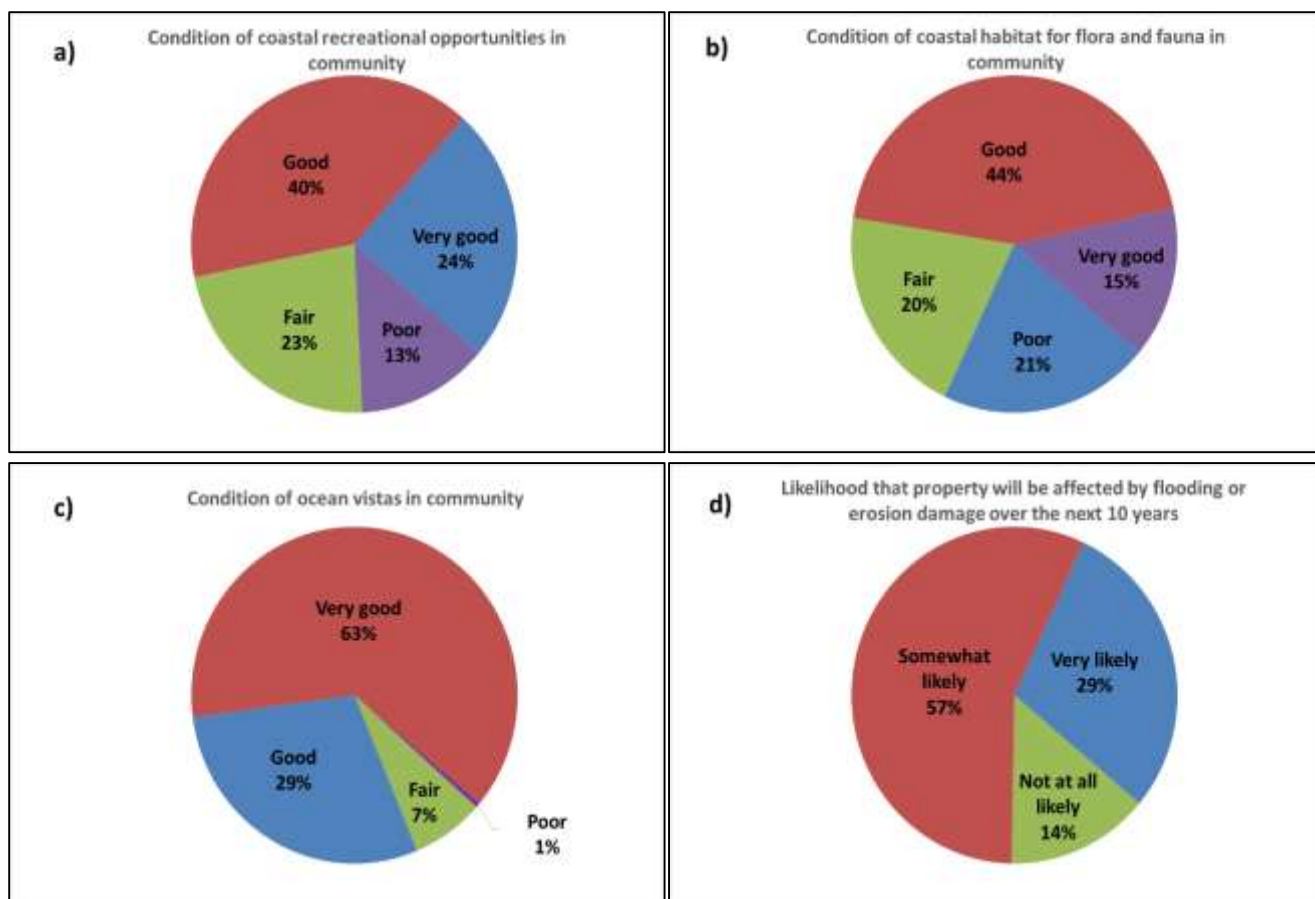 a)
Condition of coastal recreational opportunities in
community
Good
40%
Very good
24%
Fair
23%
Poor
13%
b)
Condition of coastal habitat for flora and fauna in
community
Good
44%
Very good
15%
Fair
20%
Poor
21%
c)
Condition of ocean vistas in community
Very good
63%
Good
29%
Fair
7%
Poor
1%
d)
Likelihood that property will be affected by flooding or
erosion damage over the next 10 years
Somewhat
likely
57%
Very likely
29%
Not at all
likely
14%